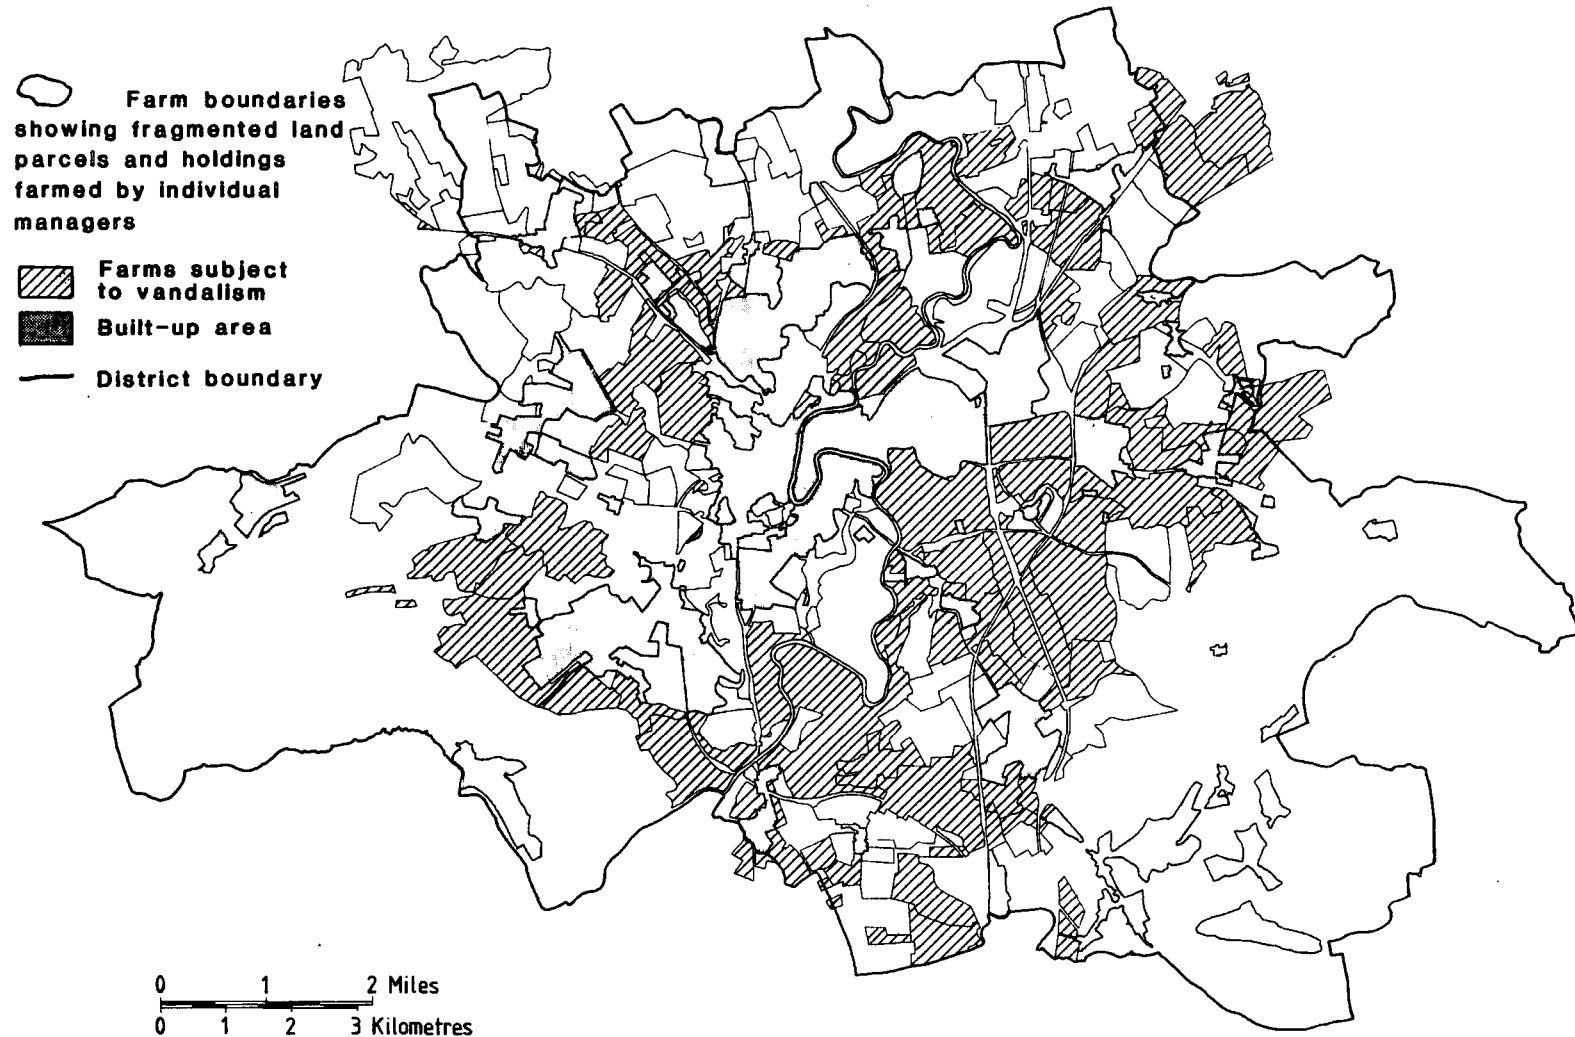 Farm boundaries
showing fragmented land
parcels and holdings
farmed by individual
managers
Farms subject
to vandalism
Built-up area
District boundary
0 1 2 Miles
0 1 2 3 Kilometres